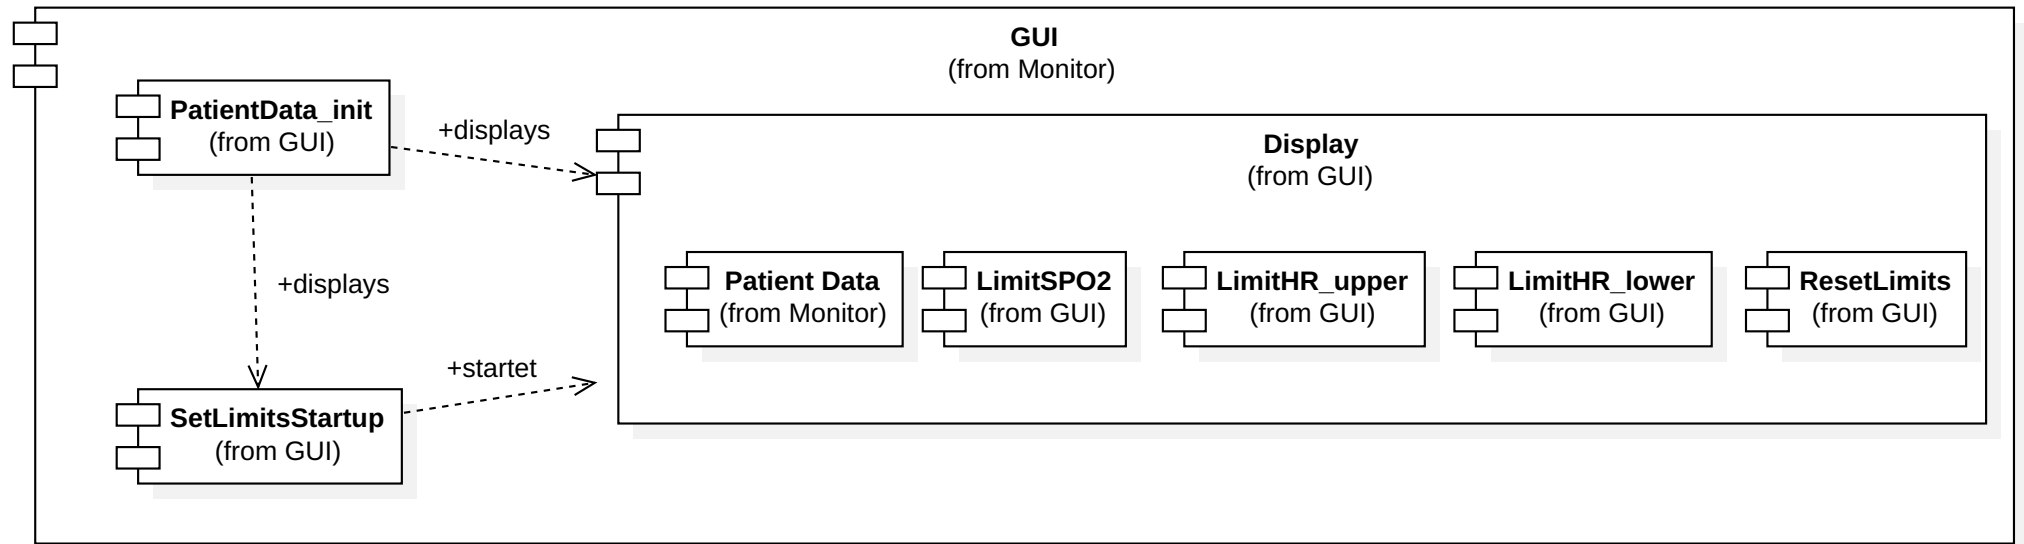 GUI
(from Monitor)
PatientData_init
(from GUI)
+displays
Display
(from GUI)
Patient Data
(from Monitor)
LimitSPO2
(from GUI)
LimitHR_upper
(from GUI)
LimitHR_lower
(from GUI)
ResetLimits
(from GUI)
+displays
+startet
SetLimitsStartup
(from GUI)